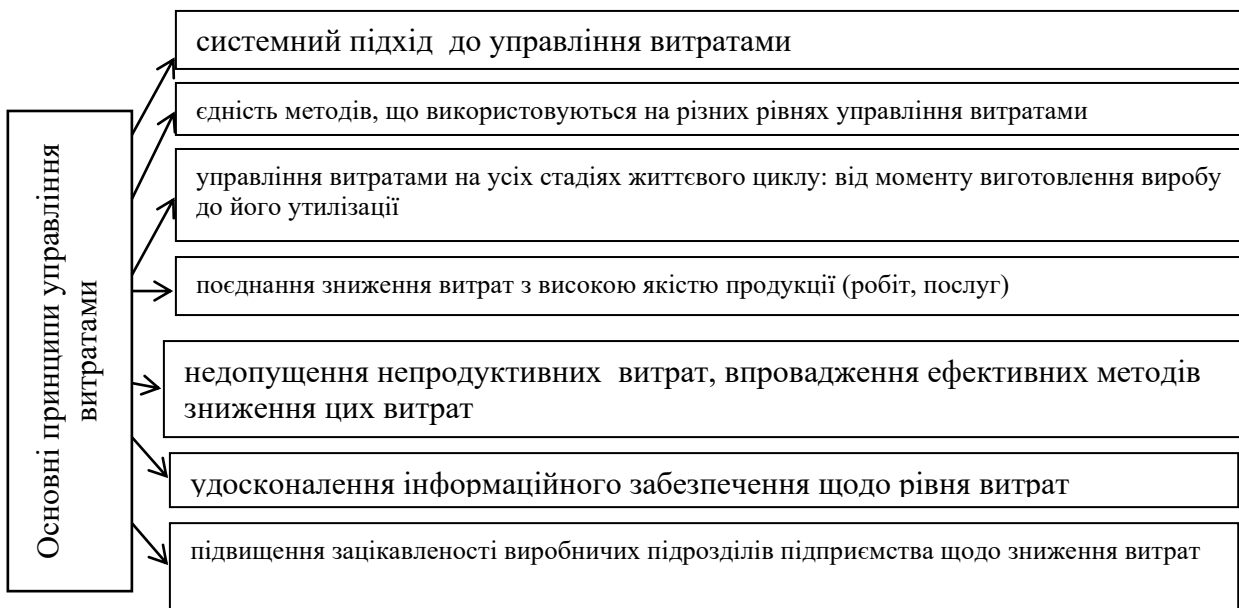 Основні принципи управління
витратами
системний підхід до управління витратами
єдність методів, що використовуються на різних рівнях управління витратами
управління витратами на усіх стадіях життєвого циклу: від моменту виготовлення виробу
до його утилізації
поєднання зниження витрат з високою якістю продукції (робіт, послуг)
недопущення непродуктивних витрат, впровадження ефективних методів
зниження цих витрат
удосконалення інформаційного забезпечення щодо рівня витрат
підвищення зацікавленості виробничих підрозділів підприємства щодо зниження витрат